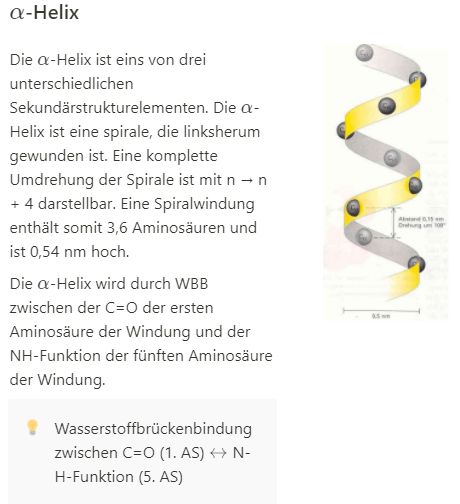 α-Helix
Die α-Helix ist eins von drei
unterschiedlichen
Sekundärstrukturelementen. Die α-
Helix ist eine spirale, die linksherum
gewunden ist. Eine komplette
Umdrehung der Spirale ist mit n → n
+ 4 darstellbar. Eine Spiralwindung
enthält somit 3,6 Aminosäuren und
ist 0,54 nm hoch.
Die α-Helix wird durch WBB
zwischen der C=O der ersten
Aminosäure der Windung und der
NH-Funktion der fünften Aminosäure
der Windung.
Wasserstoffbrückenbindung
zwischen C=O (1. AS) ↔ N-
H-Funktion (5. AS)
Abstand 0,15 nm
Drehung um 100°
0,5 nm